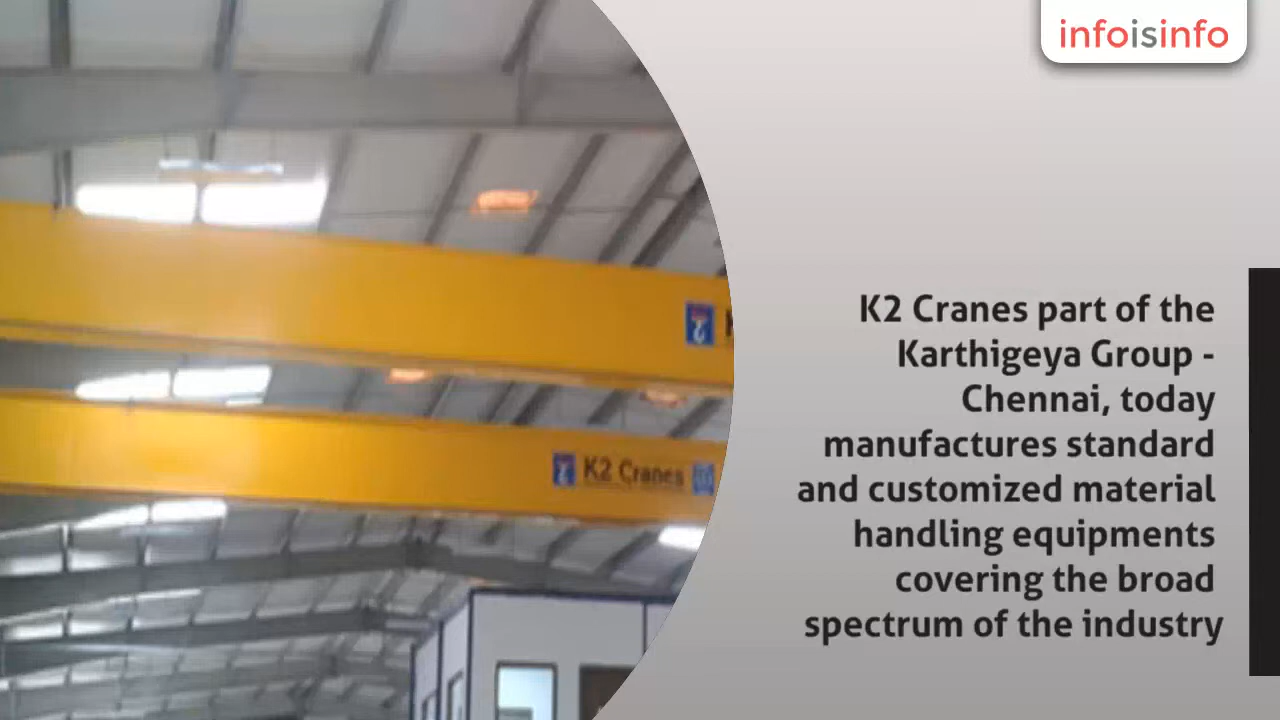 infoisinfo
K2 Cranes part of the
Karthigeya Group -
Chennai, today
manufactures standard
and customized material
handling equipments
covering the broad
spectrum of the industry
K2 Cranes